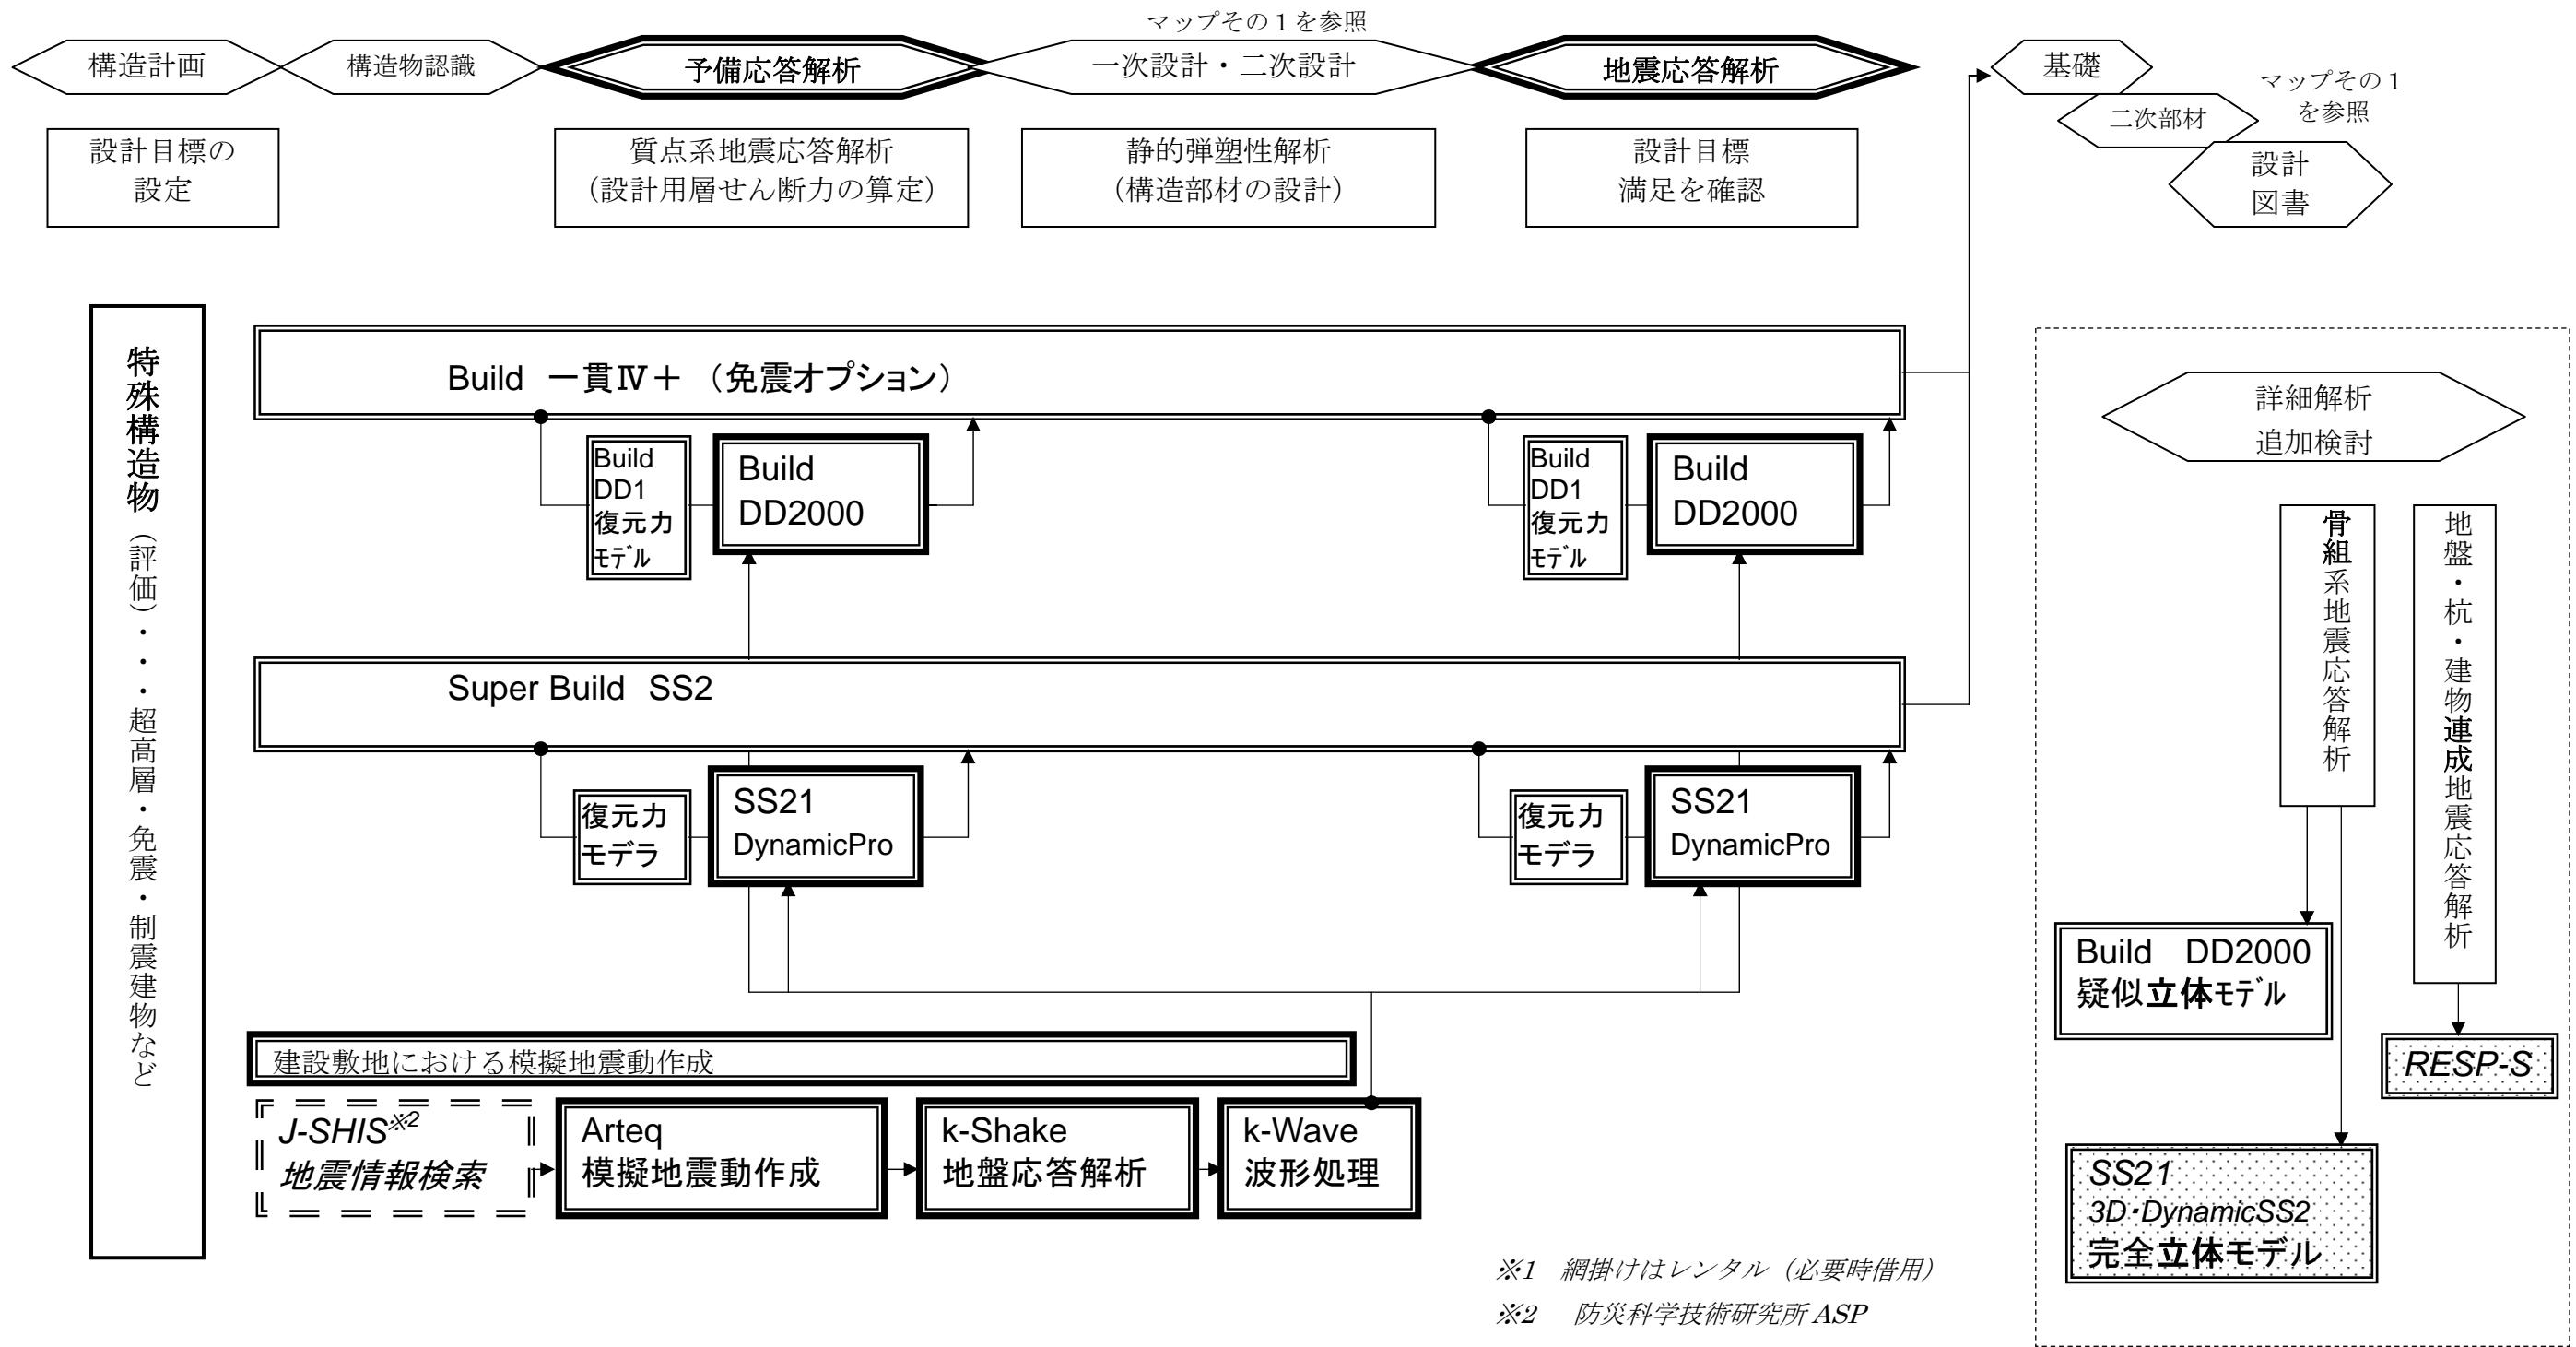 マップその１を参照
構造計画
構造物認識
予備応答解析
一次設計・二次設計
地震応答解析
基礎
二次部材
設計
図書
マップその１
を参照
設計目標の
設定
質点系地震応答解析
（設計用層せん断力の算定）
静的弾塑性解析
（構造部材の設計）
設計目標
満足を確認
特殊構造物（評価）・・・超高層・免震・制震建物など
Build　一貫Ⅳ＋　（免震オプション）
Build
DD1
復元力
ﾓﾃﾞﾙ
Build
DD2000
Build
DD1
復元力
ﾓﾃﾞﾙ
Build
DD2000
Super Build　SS2
復元力
モデラ
SS21
DynamicPro
復元力
モデラ
SS21
DynamicPro
建設敷地における模擬地震動作成
J-SHIS※2
地震情報検索
Arteq
模擬地震動作成
k-Shake
地盤応答解析
k-Wave
波形処理
※1　網掛けはレンタル（必要時借用）
※2　防災科学技術研究所 ASP
詳細解析
追加検討
骨組系地震応答解析
地盤・杭・建物連成地震応答解析
Build　DD2000
疑似立体ﾓﾃﾞﾙ
RESP-S
SS21
3D・DynamicSS2
完全立体モデル